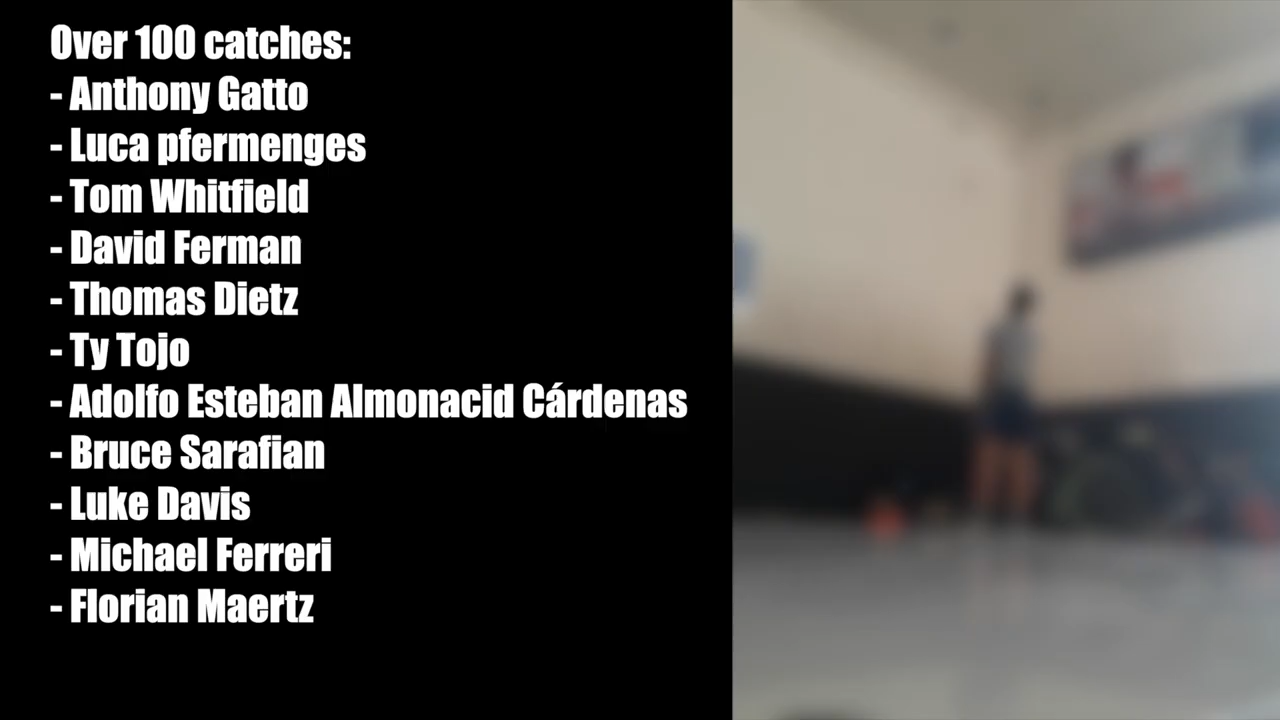 Over 100 catches:
- Anthony Gatto
- Luca pfermenges
- Tom Whitfield
- David Ferman
- Thomas Dietz
- Ty Tojo
- Adolfo Esteban Almonacid Cárdenas
- Bruce Sarafian
- Luke Davis
- Michael Ferreri
- Florian Maertz